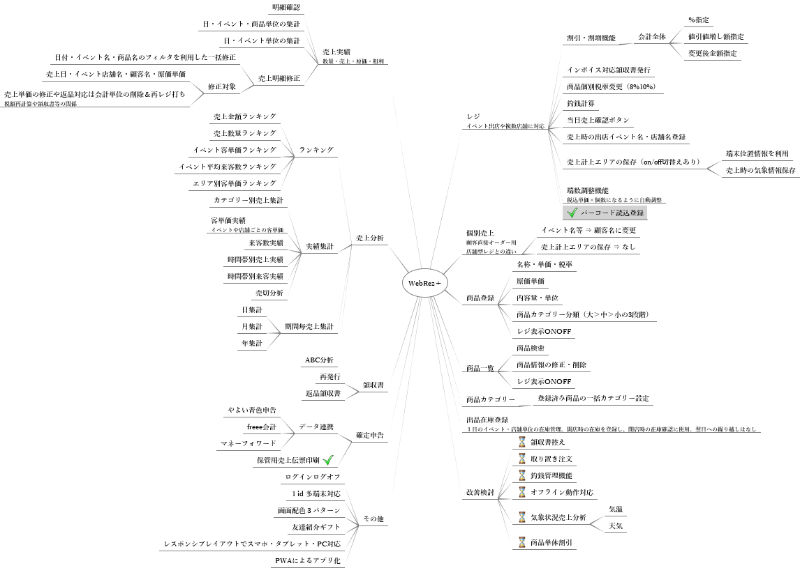 WebRez＋
売上実績
数量・売上・原価・粗利
明細確認
日・イベント・商品単位の集計
日・イベント単位の集計
売上明細修正
日付・イベント名・商品名のフィルタを利用した一括修正
修正対象
売上日・イベント店舗名・顧客名・原価単価
売上単価の修正や返品対応は会計単位の削除＆再レジ打ち
税額再計算や領収書等の関係
売上分析
ランキング
売上金額ランキング
売上数量ランキング
イベント客単価ランキング
イベント平均来客数ランキング
エリア別客単価ランキング
実績集計
カテゴリー別売上集計
客単価実績
イベントや店舗ごとの客単価
来客数実績
時間帯別売上実績
時間帯別来客実績
売切分析
期間毎売上集計
日集計
月集計
年集計
ABC分析
領収書
再発行
返品領収書
確定申告
データ連携
やよい青色申告
freee会計
マネーフォワード
保管用売上伝票印刷
その他
ログインログオフ
1 id 多端末対応
画面配色３パターン
友達紹介ギフト
レスポンシブレイアウトでスマホ・タブレット・PC対応
PWAによるアプリ化
レジ
イベント出店や複数店舗に対応
割引・割増機能
会計全体
％指定
値引値増し額指定
変更後金額指定
インボイス対応領収書発行
商品個別税率変更（8%10%）
釣銭計算
当日売上確認ボタン
売上時の出店イベント名・店舗名登録
売上計上エリアの保存（on/off切替えあり）
端末位置情報を利用
売上時の気象情報保存
端数調整機能
税込単価×個数になるように自動調整
バーコード読込登録
個別売上
顧客直接オーダー用
店舗型レジとの違い
イベント名等 ⇒ 顧客名に変更
売上計上エリアの保存 ⇒ なし
商品登録
名称・単価・税率
原価単価
内容量・単位
商品カテゴリー分類（大＞中＞小の3段階）
レジ表示ONOFF
商品一覧
商品検索
商品情報の修正・削除
レジ表示ONOFF
商品カテゴリー
登録済み商品の一括カテゴリー設定
出品在庫登録
１日のイベント・店舗単位の在庫管理。開店時の在庫を登録し、閉店時の在庫確認に使用。翌日への繰り越しはなし
改善検討
領収書控え
取り置き注文
釣銭管理機能
オフライン動作対応
気象状況売上分析
気温
天気
商品単体割引